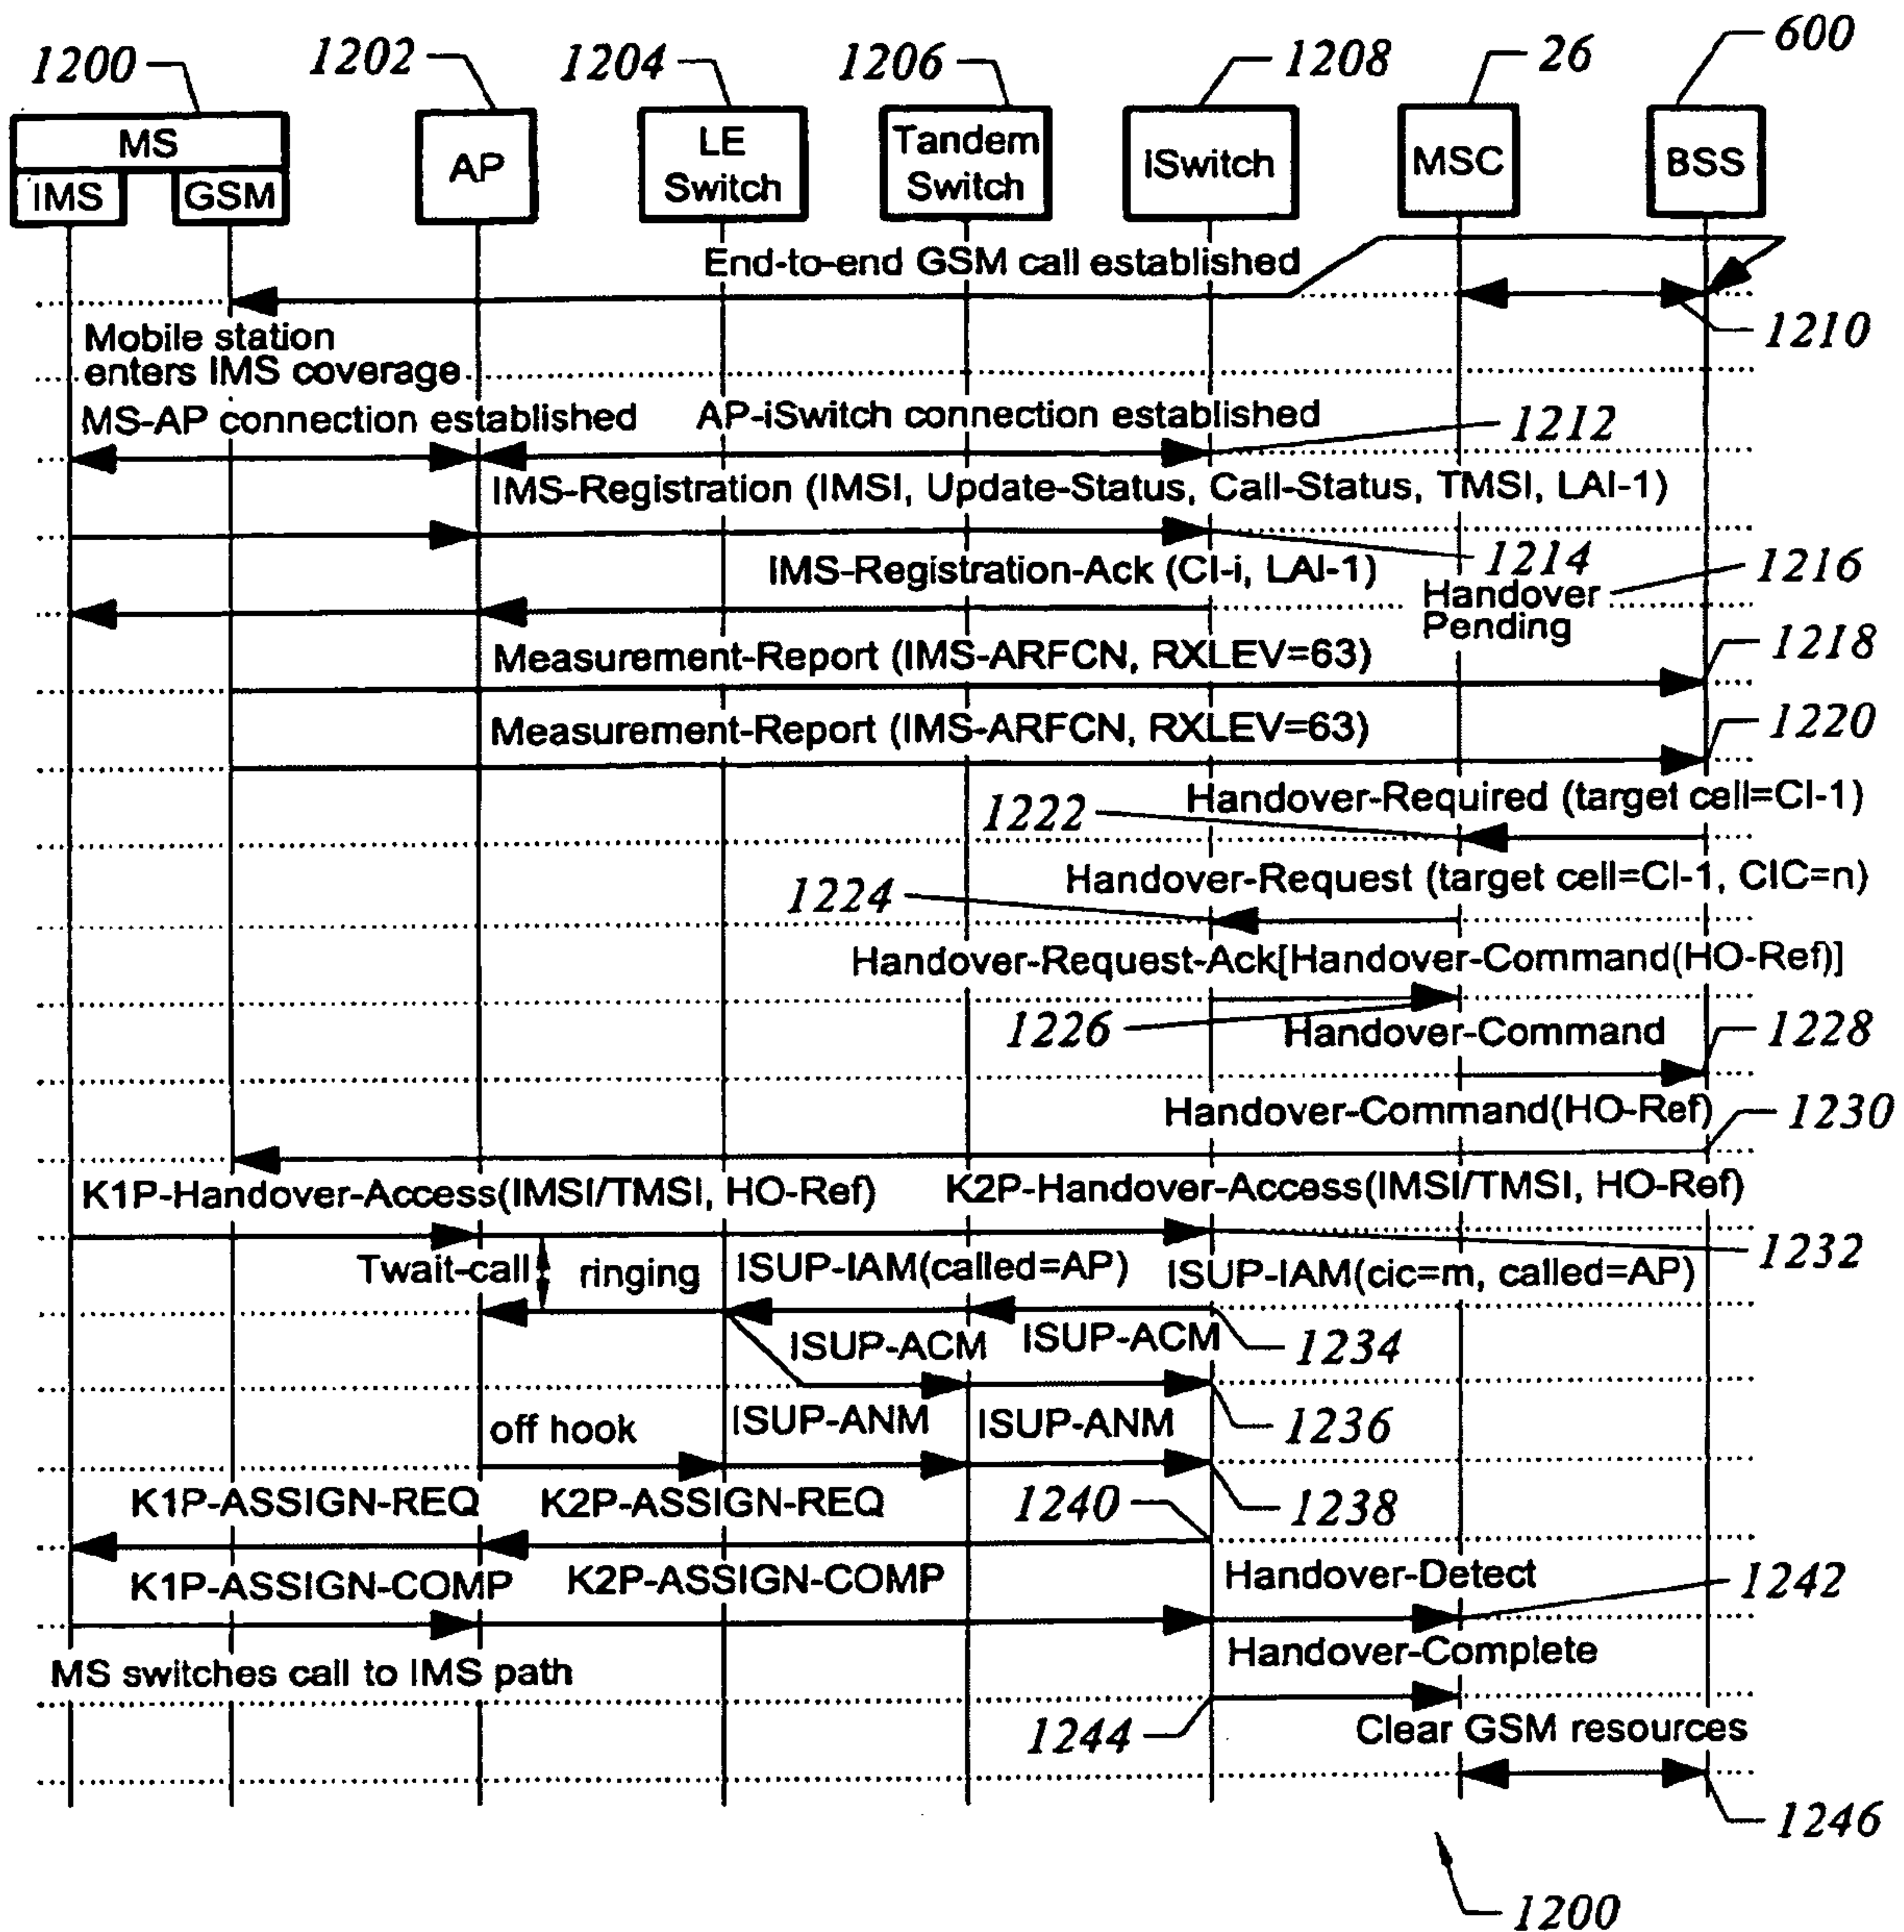 1200
1202
1204
1206
1208
26
600
MS
IMS
GSM
AP
LE
Switch
Tandem
Switch
iSwitch
MSC
BSS
End-to-end GSM call established
1210
Mobile station
enters IMS coverage
MS-AP connection established
AP-iSwitch connection established
1212
IMS-Registration (IMSI, Update-Status, Call-Status, TMSI, LAI-1)
1214
IMS-Registration-Ack (CI-i, LAI-1)
1216
Handover
Pending
Measurement-Report (IMS-ARFCN, RXLEV=63)
1218
Measurement-Report (IMS-ARFCN, RXLEV=63)
1220
Handover-Required (target cell=CI-1)
1222
Handover-Request (target cell=CI-1, CIC=n)
1224
Handover-Request-Ack[Handover-Command(HO-Ref)]
1226
Handover-Command
1228
Handover-Command(HO-Ref)
1230
K1P-Handover-Access(IMSI/TMSI, HO-Ref)
K2P-Handover-Access(IMSI/TMSI, HO-Ref)
1232
Twait-call
ringing
ISUP-IAM(called=AP)
ISUP-IAM(cic=m, called=AP)
ISUP-ACM
ISUP-ACM
1234
off hook
ISUP-ANM
ISUP-ANM
1236
K1P-ASSIGN-REQ
K2P-ASSIGN-REQ
1240
1238
K1P-ASSIGN-COMP
K2P-ASSIGN-COMP
Handover-Detect
1242
MS switches call to IMS path
Handover-Complete
1244
Clear GSM resources
1246
1200